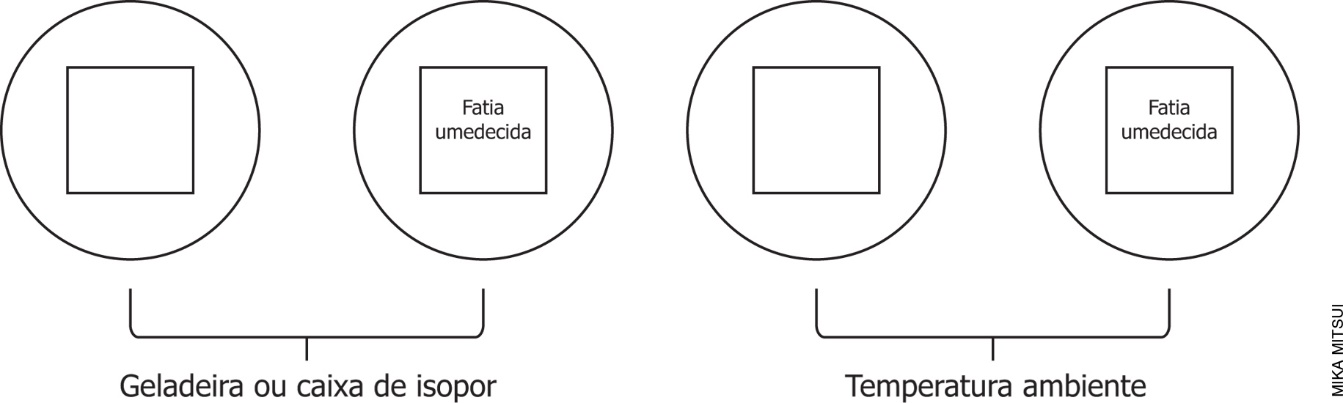 Fatia
umedecida
Fatia
umedecida
Geladeira ou caixa de isopor
Temperatura ambiente
MIKA MITSUI